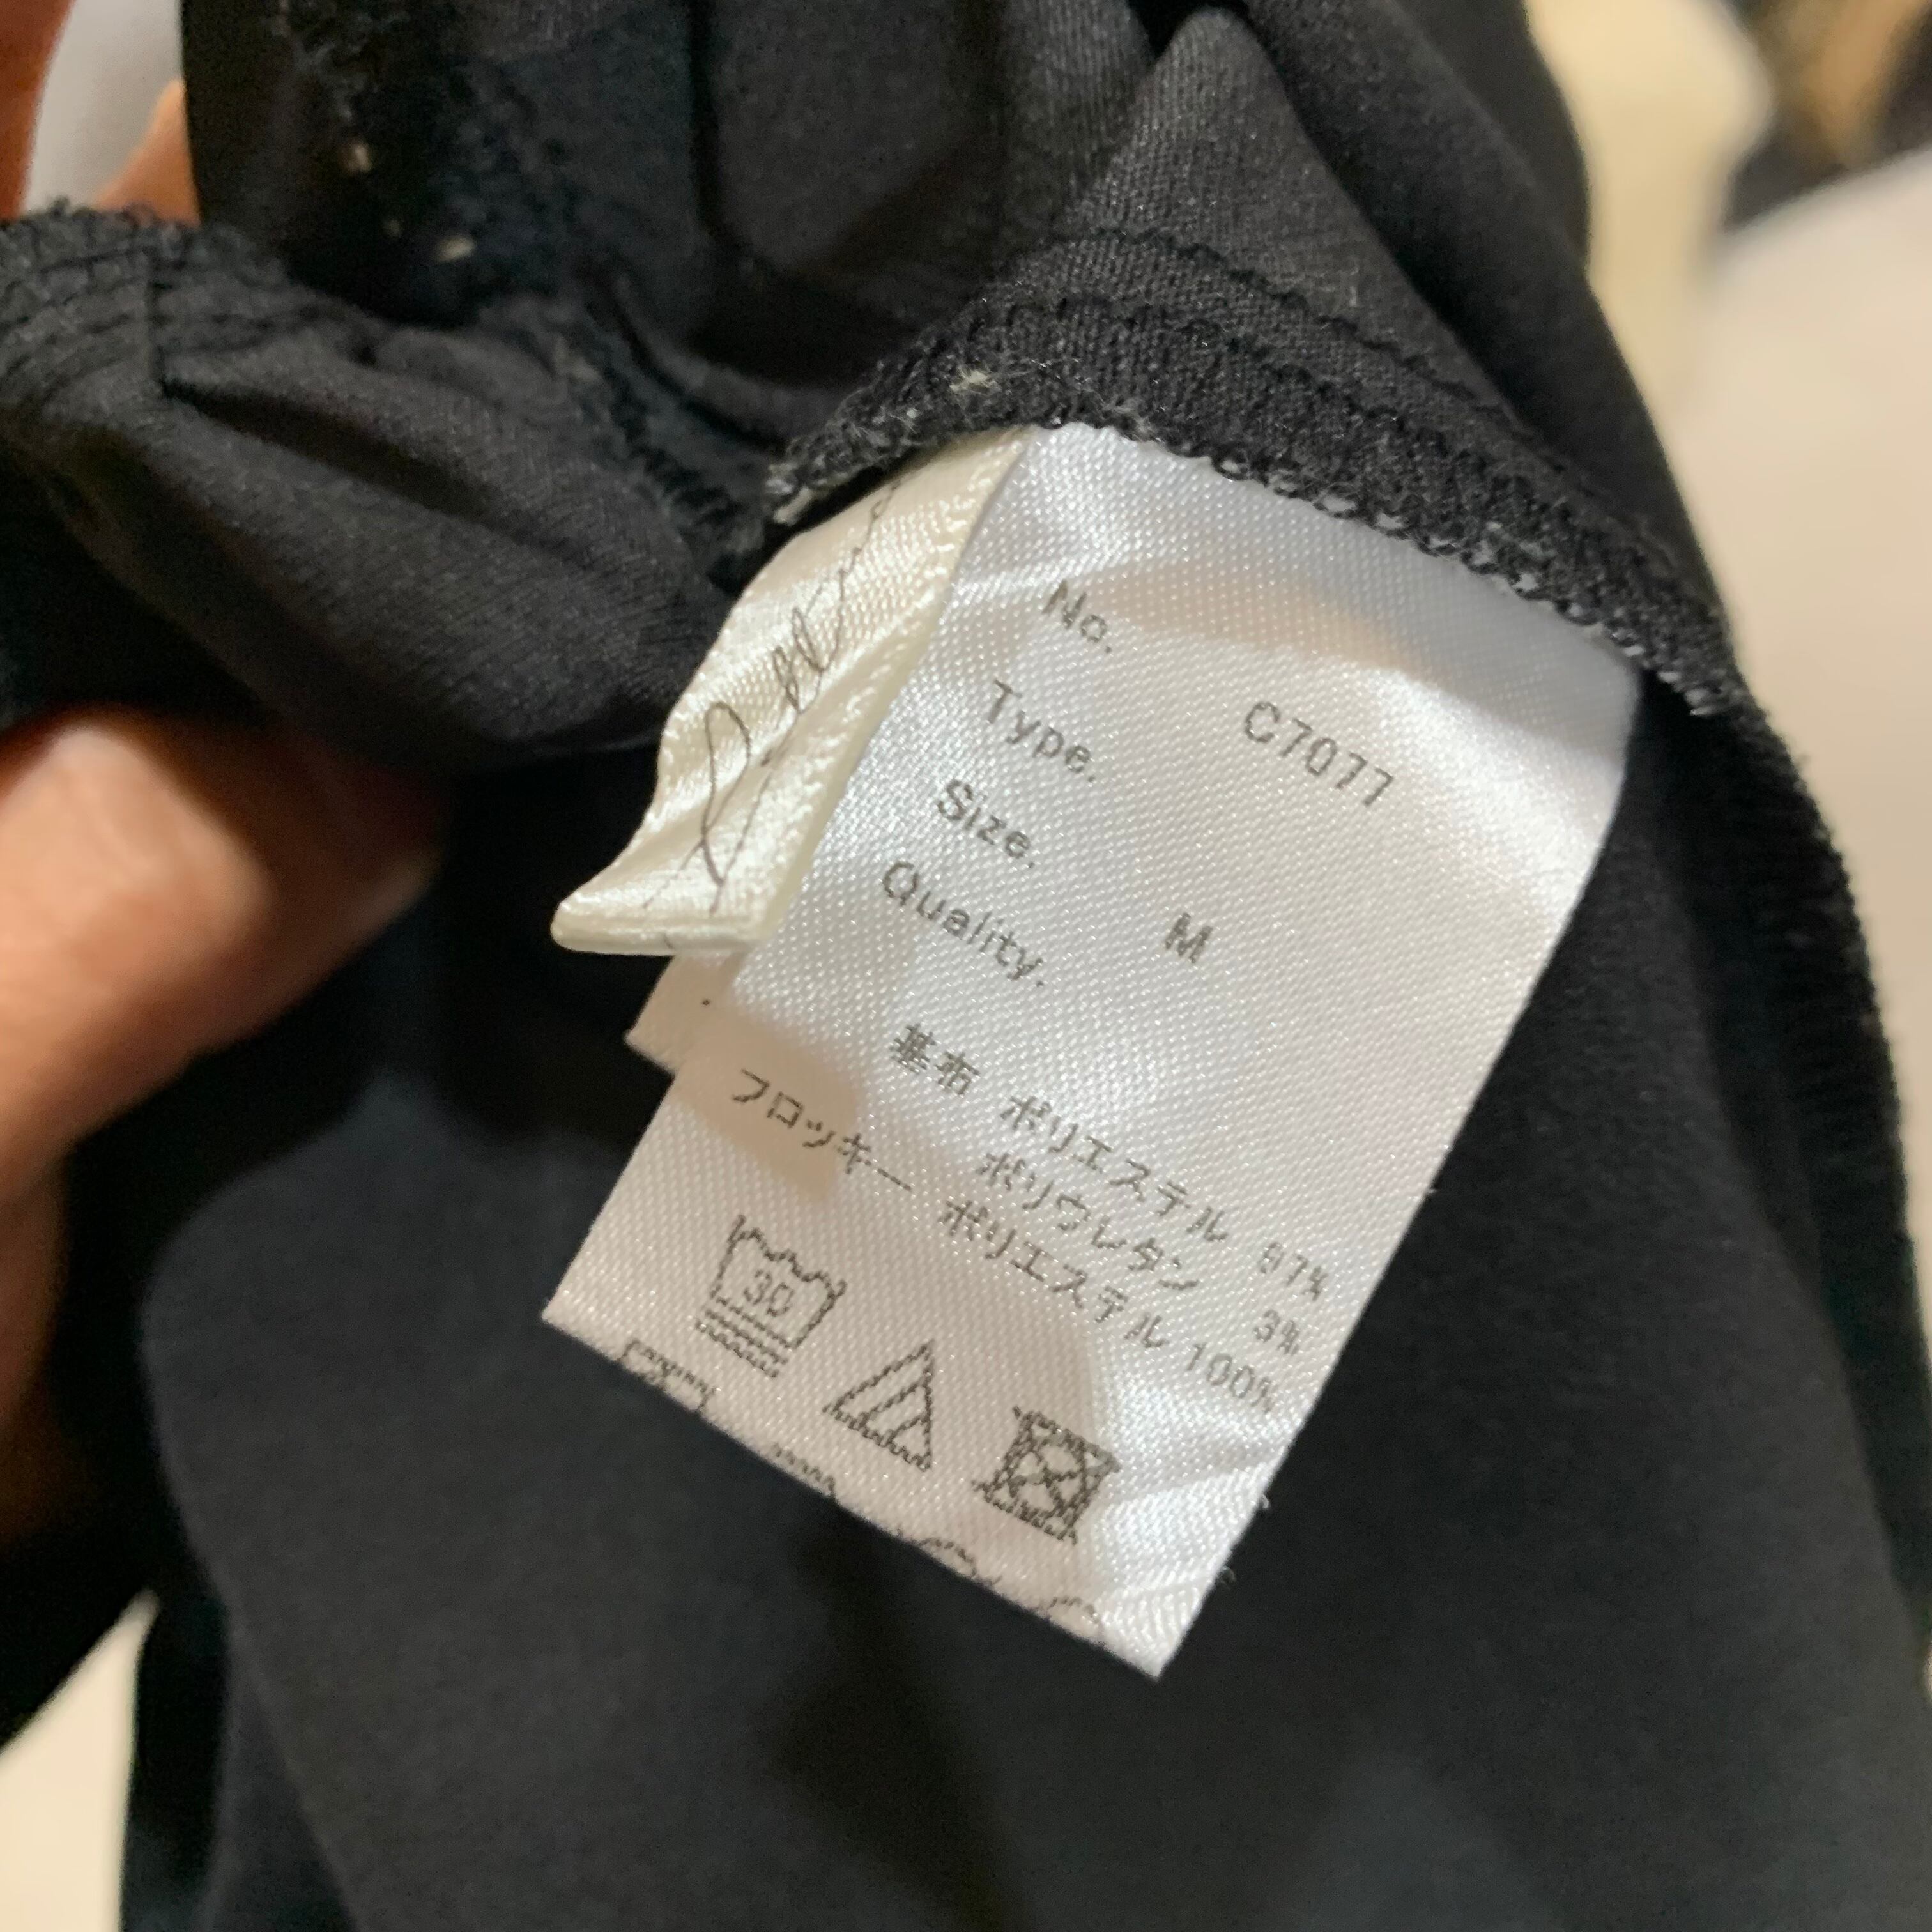 No.
Type. C7077
Size.
Quality. M
基布 ポリエステル 97%
ポリウレタン 3%
フロッキー ポリエステル 100%
30